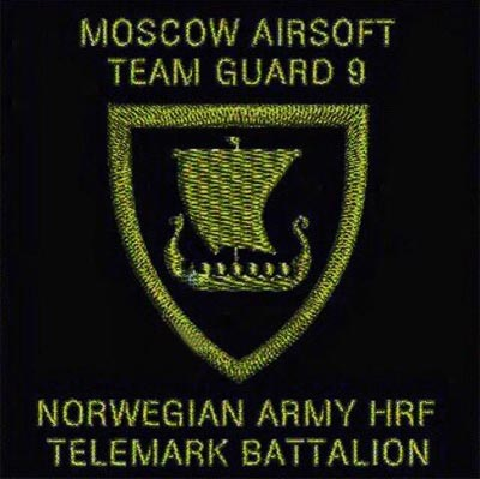 MOSCOW AIRSOFT
TEAM GUARD 9
NORWEGIAN ARMY HRF
TELEMARK BATTALION